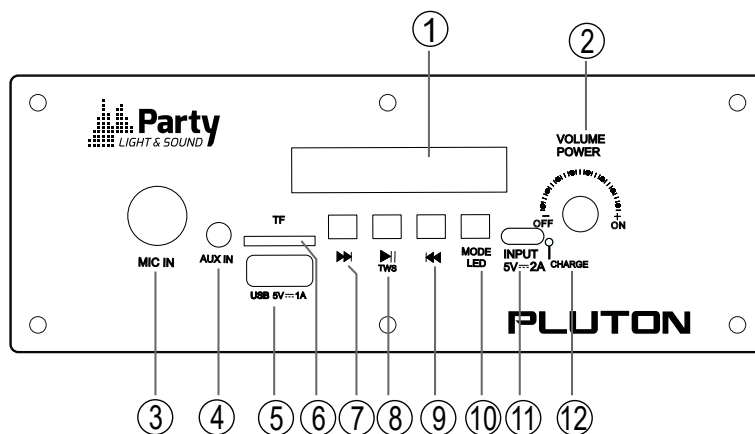 1
2
Party
LIGHT & SOUND
VOLUME
POWER
OFF
ON
TF
MIC IN
AUX IN
USB 5V⎓1A
TWS
MODE
LED
INPUT
5V⎓2A
CHARGE
PLUTON
3 4 5 6 7 8 9 10 11 12